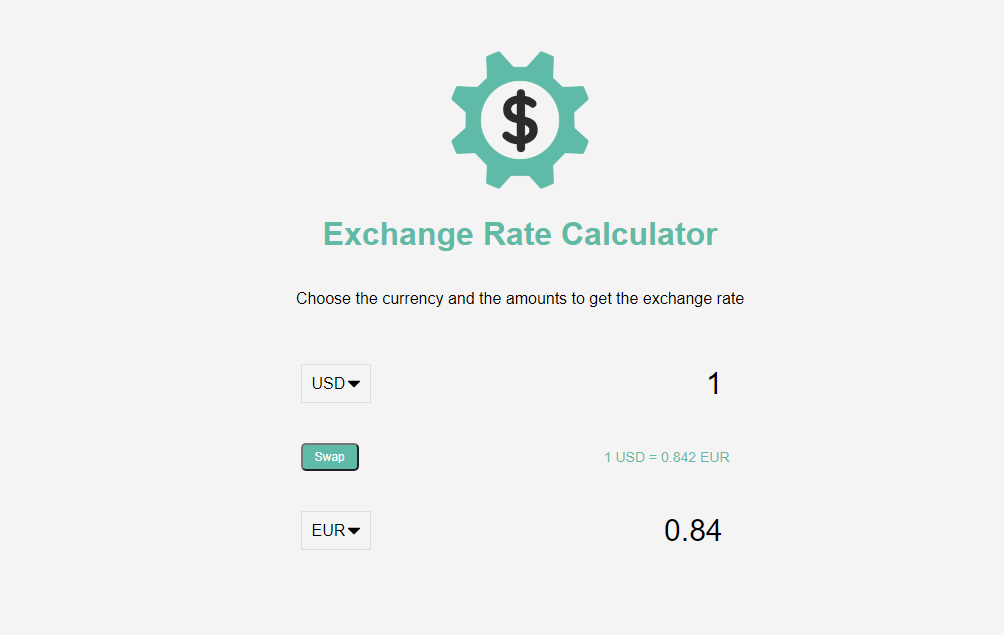 $
Exchange Rate Calculator
Choose the currency and the amounts to get the exchange rate
USD 1
Swap 1 USD = 0.842 EUR
EUR 0.84